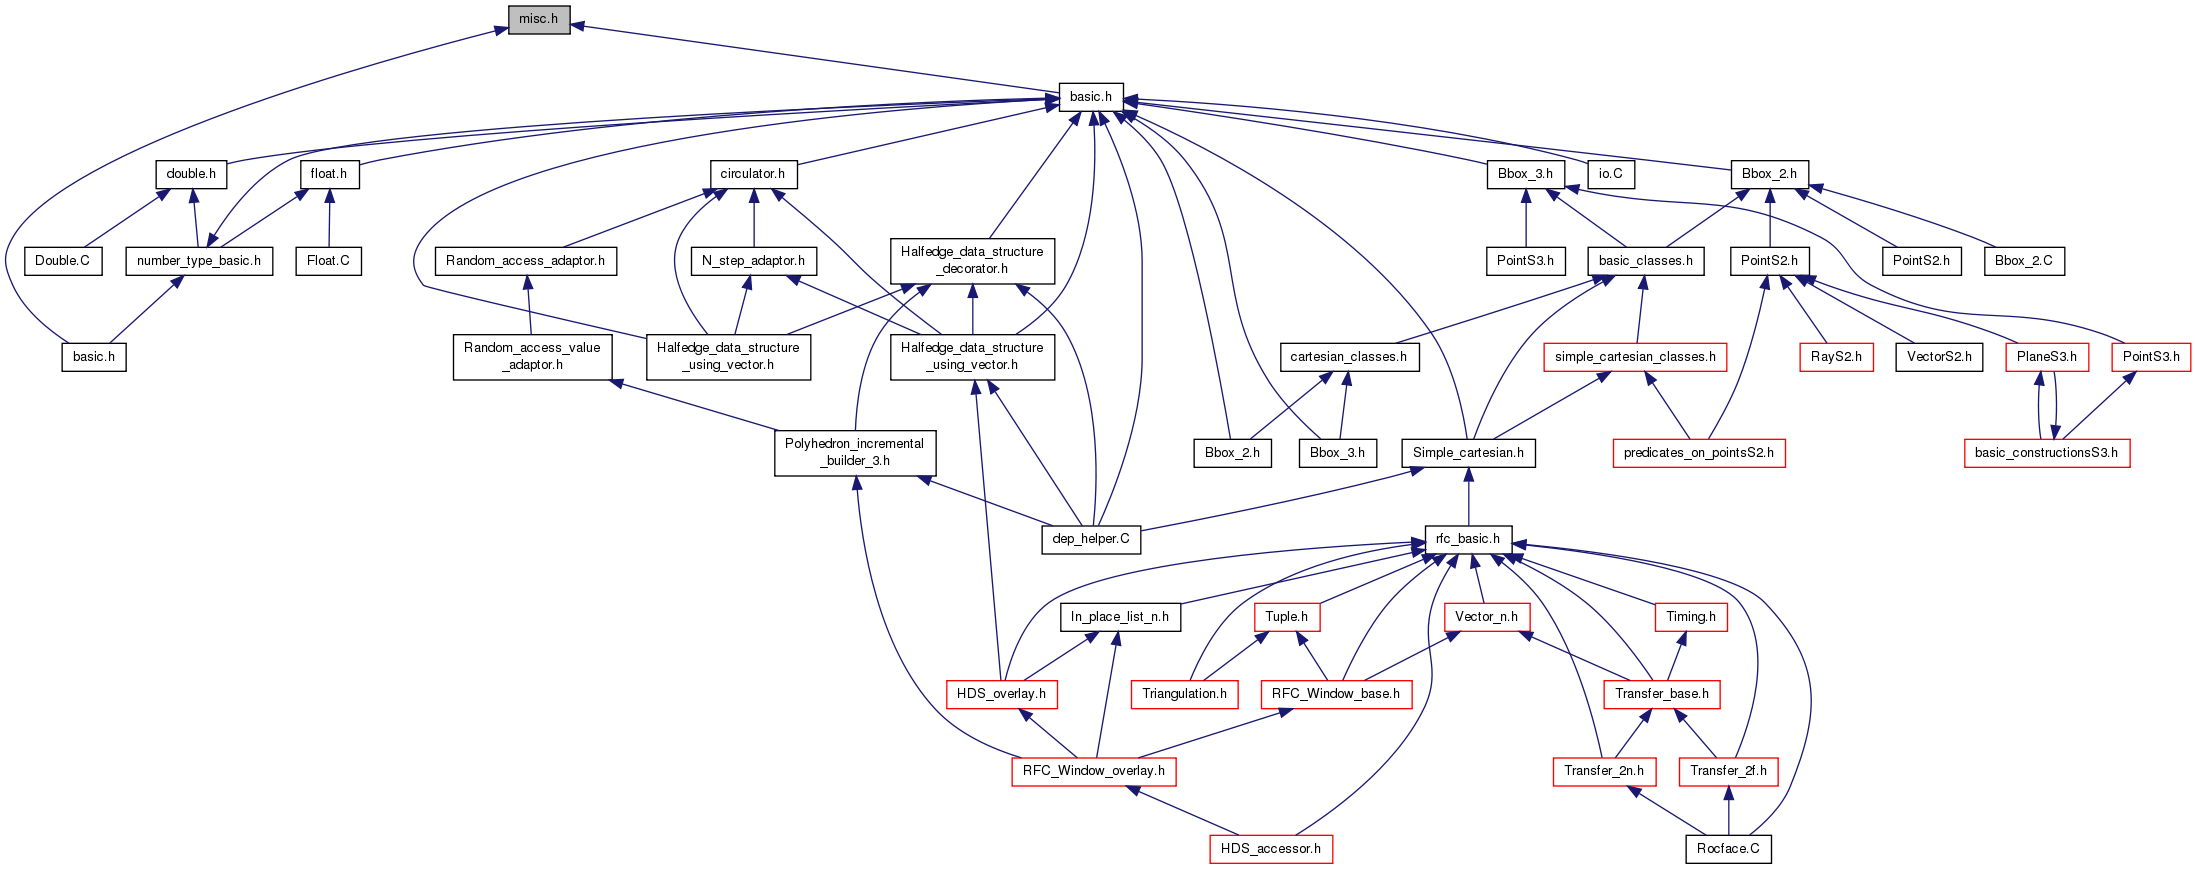 misc.h
basic.h
double.h
float.h
circulator.h
Bbox_3.h
io.C
Bbox_2.h
Double.C
number_type_basic.h
Float.C
Random_access_adaptor.h
N_step_adaptor.h
Halfedge_data_structure
_decorator.h
PointS3.h
basic_classes.h
PointS2.h
PointS2.h
Bbox_2.C
basic.h
Random_access_value
_adaptor.h
Halfedge_data_structure
_using_vector.h
Halfedge_data_structure
_using_vector.h
cartesian_classes.h
simple_cartesian_classes.h
RayS2.h
VectorS2.h
PlaneS3.h
PointS3.h
Polyhedron_incremental
_builder_3.h
Bbox_2.h
Bbox_3.h
Simple_cartesian.h
predicates_on_pointsS2.h
basic_constructionsS3.h
dep_helper.C
rfc_basic.h
In_place_list_n.h
Tuple.h
Vector_n.h
Timing.h
HDS_overlay.h
Triangulation.h
RFC_Window_base.h
Transfer_base.h
RFC_Window_overlay.h
Transfer_2n.h
Transfer_2f.h
HDS_accessor.h
Rocface.C